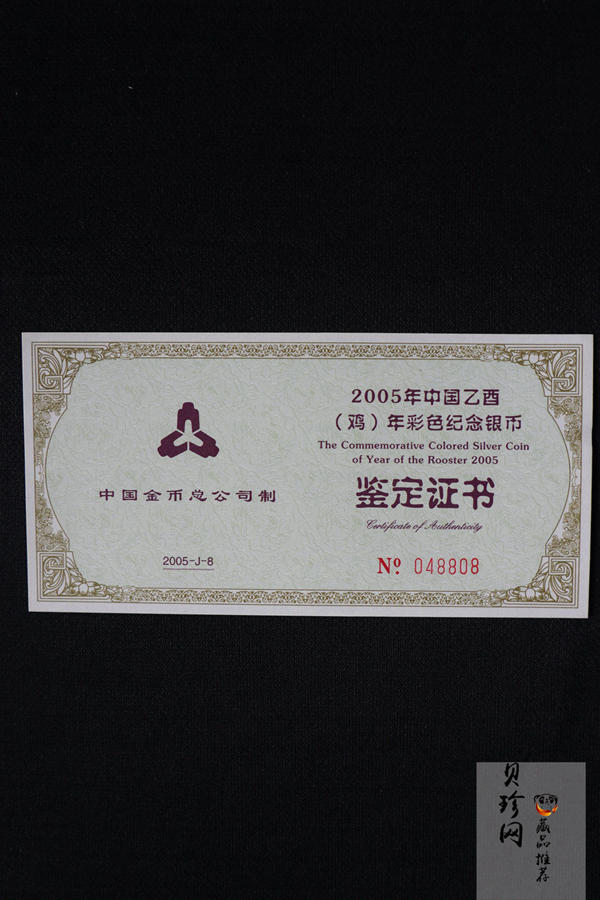 中国金币总公司制
2005-J-8
2005年中国乙酉
（鸡）年彩色纪念银币
The Commemorative Colored Silver Coin
of Year of the Rooster 2005
鉴定证书
Certificate of Authenticity
Nº 048808
贝珍网
藏品推荐